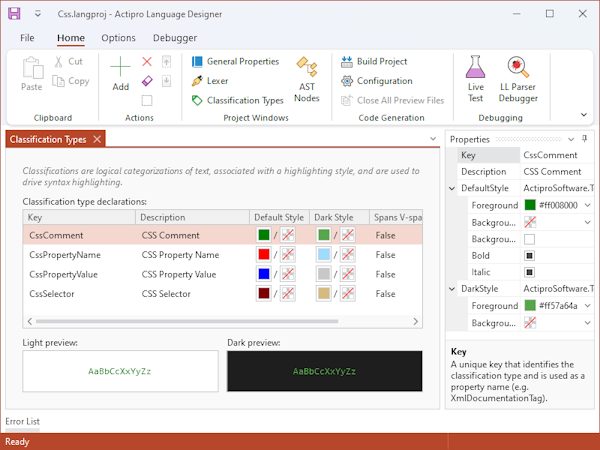 Css.langproj - Actipro Language Designer
File Home Options Debugger
Paste Cut Copy
Clipboard
Add
Actions
General Properties
Lexer
Classification Types
AST Nodes
Project Windows
Build Project
Configuration
Close All Preview Files
Code Generation
Live Test
LL Parser Debugger
Debugging
Classification Types
Classifications are logical categories of text, associated with a highlighting style, and are used to
drive syntax highlighting.
Classification type declarations:
Key Description Default Style Dark Style Spans V-spa
CssComment CSS Comment / / False
CssPropertyName CSS Property Name / / False
CssPropertyValue CSS Property Value / / False
CssSelector CSS Selector / / False
Light preview: Dark preview:
AaBbCcXxYyZz AaBbCcXxYyZz
Properties
Key CssComment
Description CSS Comment
DefaultStyle ActiproSoftware.T
Foreground #ff008000
Backgrou...
Backgrou...
Bold
Italic
DarkStyle ActiproSoftware.T
Foreground #ff57a64a
Backgrou...
Key
A unique key that identifies the
classification type and is used as a
property name (e.g.
XmlDocumentationTag).
Error List
Ready